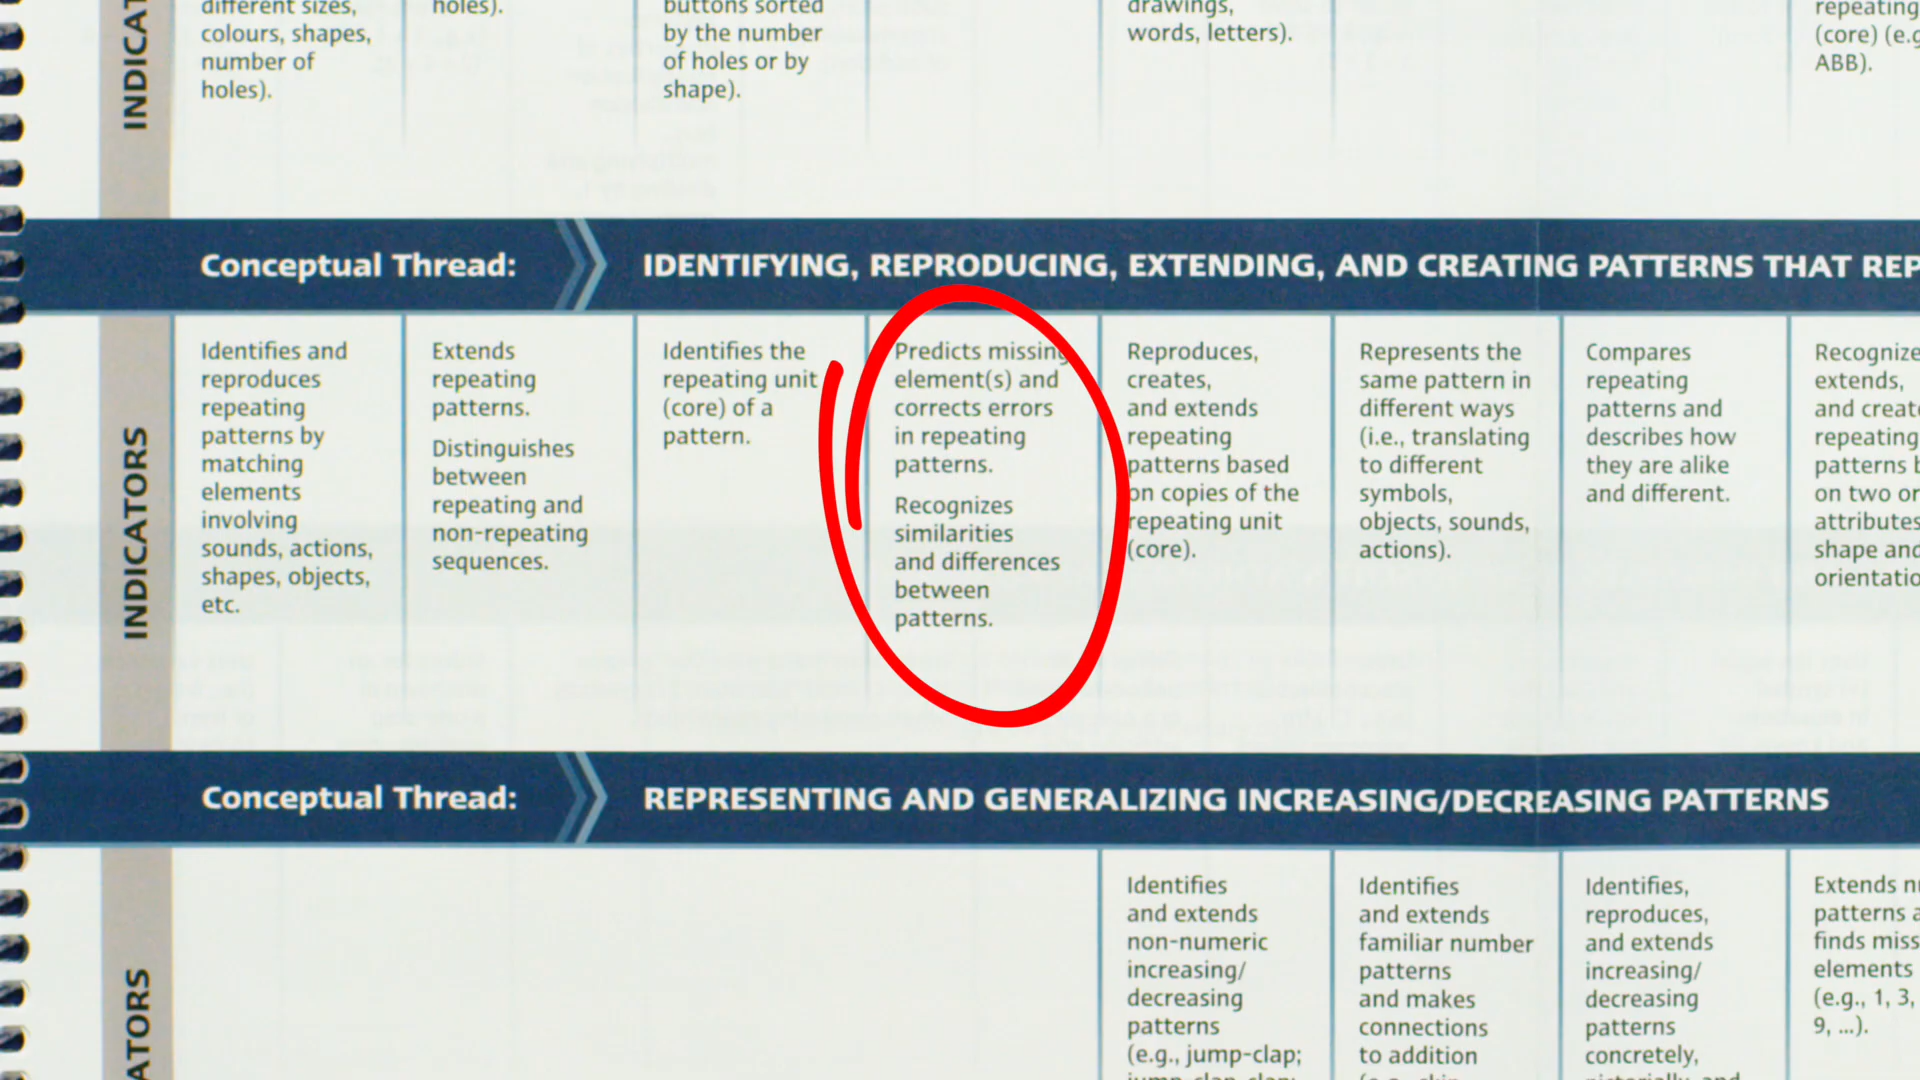 INDICAT
different sizes,
colours, shapes,
number of
holes).
holes).
buttons sorted
by the number
of holes or by
shape).
drawings,
words, letters).
repeating
(core) (e.g
ABB).
Conceptual Thread:
IDENTIFYING, REPRODUCING, EXTENDING, AND CREATING PATTERNS THAT REP
INDICATORS
Identifies and
reproduces
repeating
patterns by
matching
elements
involving
sounds, actions,
shapes, objects,
etc.
Extends
repeating
patterns.
Distinguishes
between
repeating and
non-repeating
sequences.
Identifies the
repeating unit
(core) of a
pattern.
Predicts missing
element(s) and
corrects errors
in repeating
patterns.
Recognizes
similarities
and differences
between
patterns.
Reproduces,
creates,
and extends
repeating
patterns based
on copies of the
repeating unit
(core).
Represents the
same pattern in
different ways
(i.e., translating
to different
symbols,
objects, sounds,
actions).
Compares
repeating
patterns and
describes how
they are alike
and different.
Recognize
extends,
and create
repeating
patterns b
on two or
attributes
shape and
orientatio
Conceptual Thread:
REPRESENTING AND GENERALIZING INCREASING/DECREASING PATTERNS
ATORS
Identifies
and extends
non-numeric
increasing/
decreasing
patterns
(e.g., jump-clap;
Identifies
and extends
familiar number
patterns
and makes
connections
to addition
Identifies,
reproduces,
and extends
increasing/
decreasing
patterns
concretely,
Extends n
patterns a
finds miss
elements
(e.g., 1, 3,
9, ...).